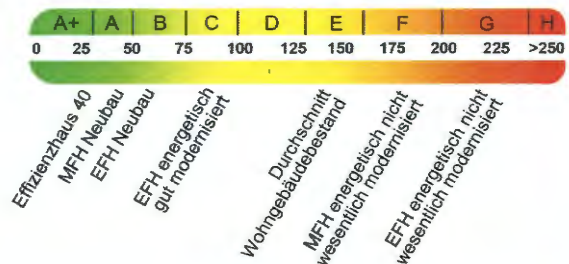 A+ A B C D E F G H
0 25 50 75 100 125 150 175 200 225 >250
Effizienzhaus 40
MFH Neubau
EFH Neubau
EFH energetisch
gut modernisiert
Durchschnitt
Wohngebäudebestand
MFH energetisch nicht
wesentlich modernisiert
EFH energetisch nicht
wesentlich modernisiert